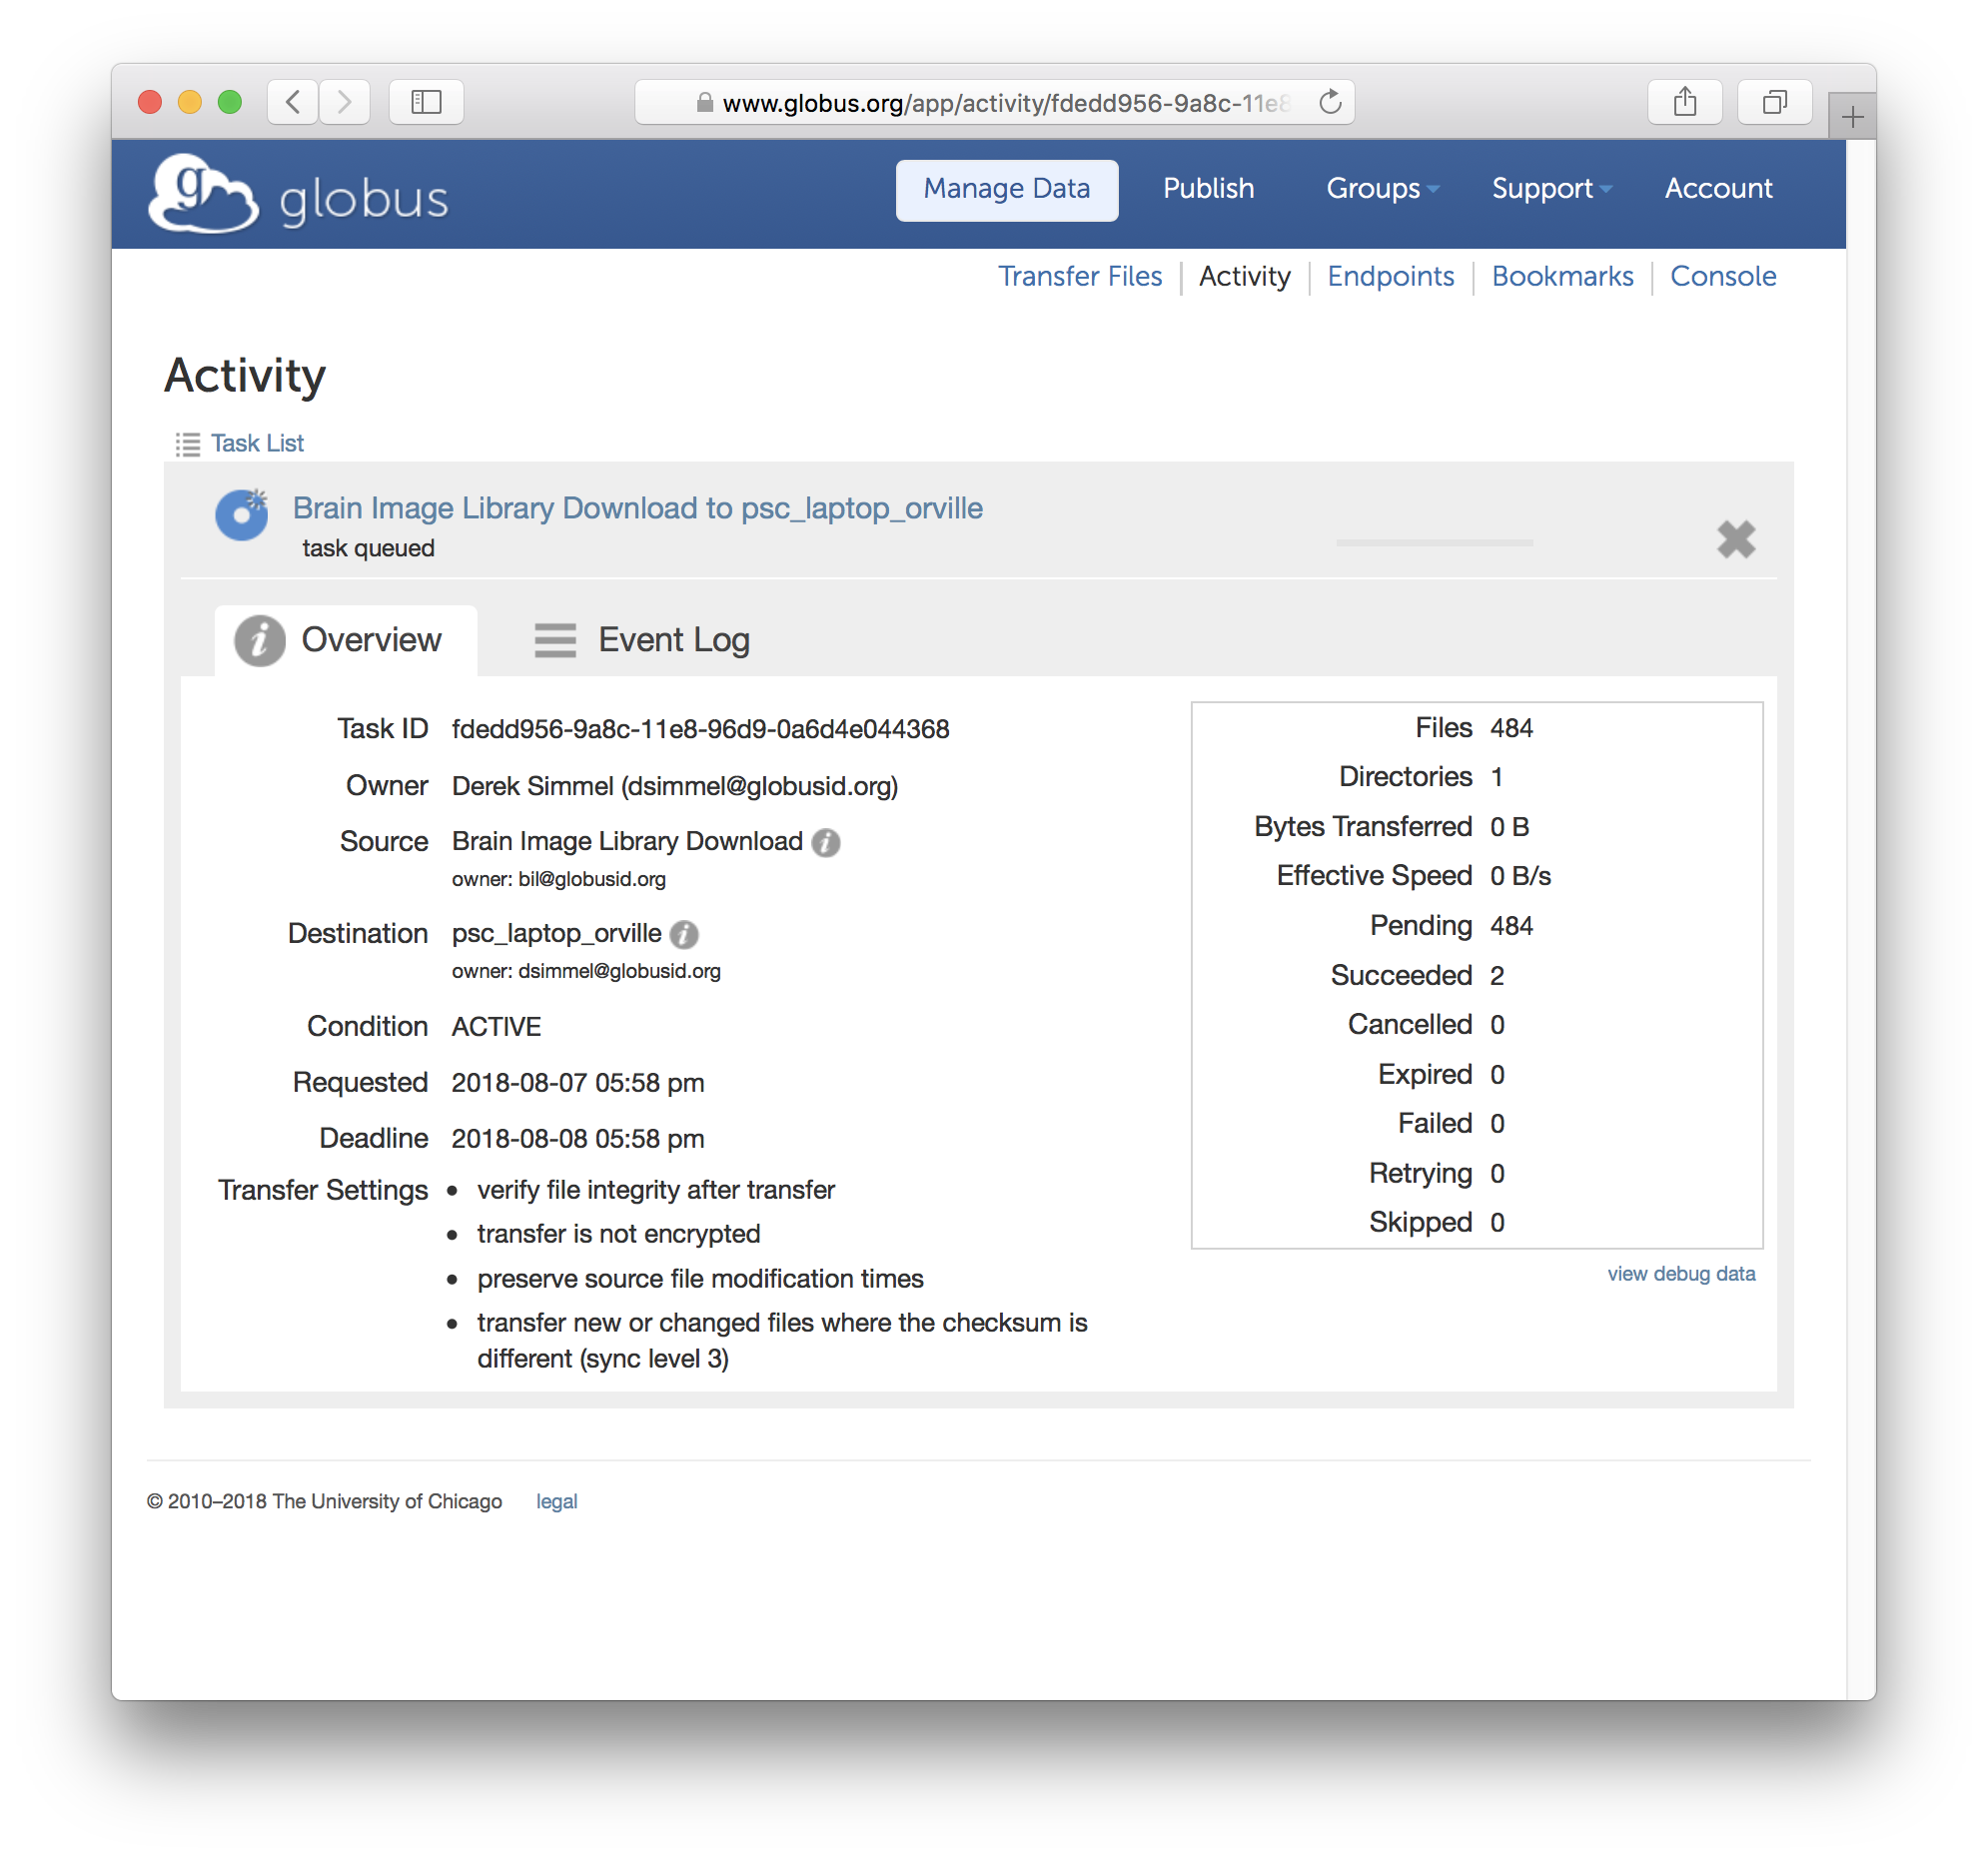 www.globus.org/app/activity/fdedd956-9a8c-11e8
globus
Manage Data Publish Groups Support Account
Transfer Files Activity Endpoints Bookmarks Console
Activity
Task List
Brain Image Library Download to psc_laptop_orville
task queued
Overview Event Log
Task ID fdedd956-9a8c-11e8-96d9-0a6d4e044368
Owner Derek Simmel (dsimmel@globusid.org)
Source Brain Image Library Download
owner: bil@globusid.org
Destination psc_laptop_orville
owner: dsimmel@globusid.org
Condition ACTIVE
Requested 2018-08-07 05:58 pm
Deadline 2018-08-08 05:58 pm
Transfer Settings • verify file integrity after transfer
• transfer is not encrypted
• preserve source file modification times
• transfer new or changed files where the checksum is
different (sync level 3)
Files 484
Directories 1
Bytes Transferred 0 B
Effective Speed 0 B/s
Pending 484
Succeeded 2
Cancelled 0
Expired 0
Failed 0
Retrying 0
Skipped 0
view debug data
© 2010–2018 The University of Chicago legal